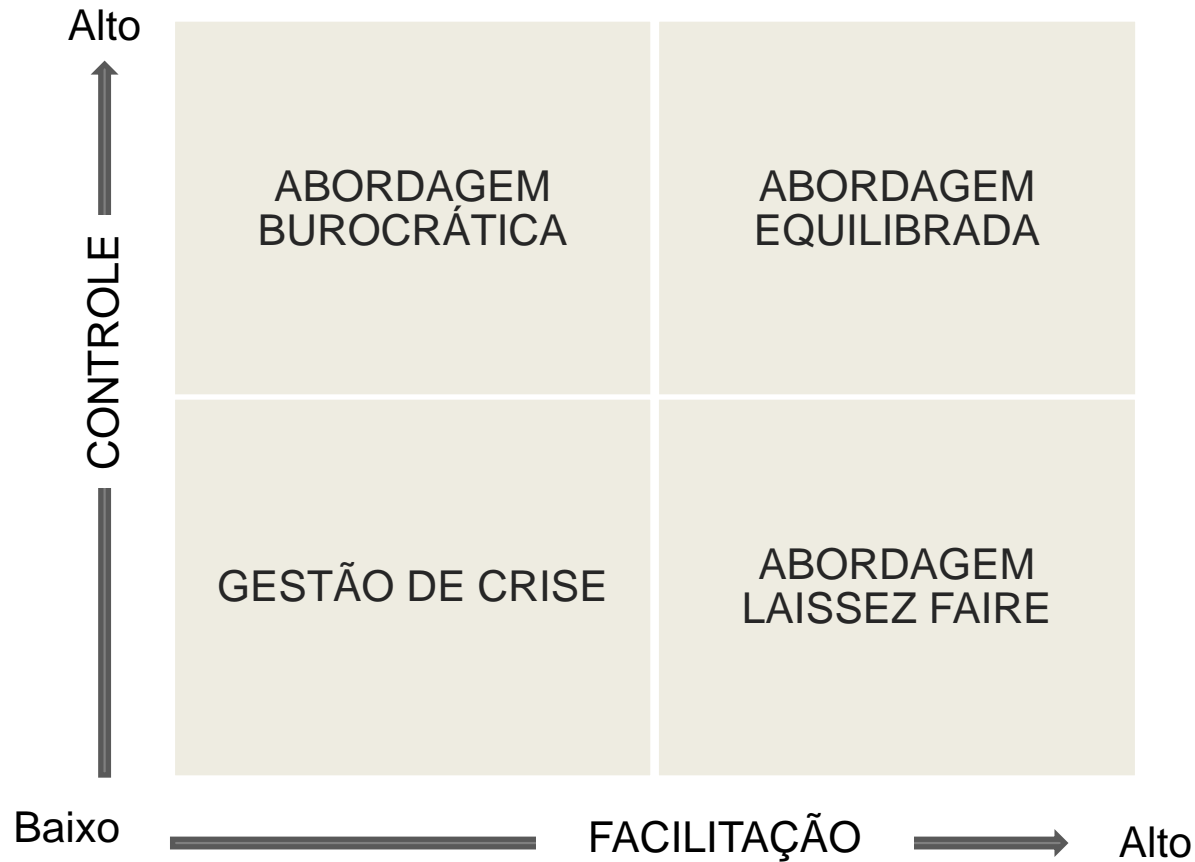 Alto
ABORDAGEM
BUROCRÁTICA
ABORDAGEM
EQUILIBRADA
CONTROLE
GESTÃO DE CRISE
ABORDAGEM
LAISSEZ FAIRE
Baixo
FACILITAÇÃO
Alto